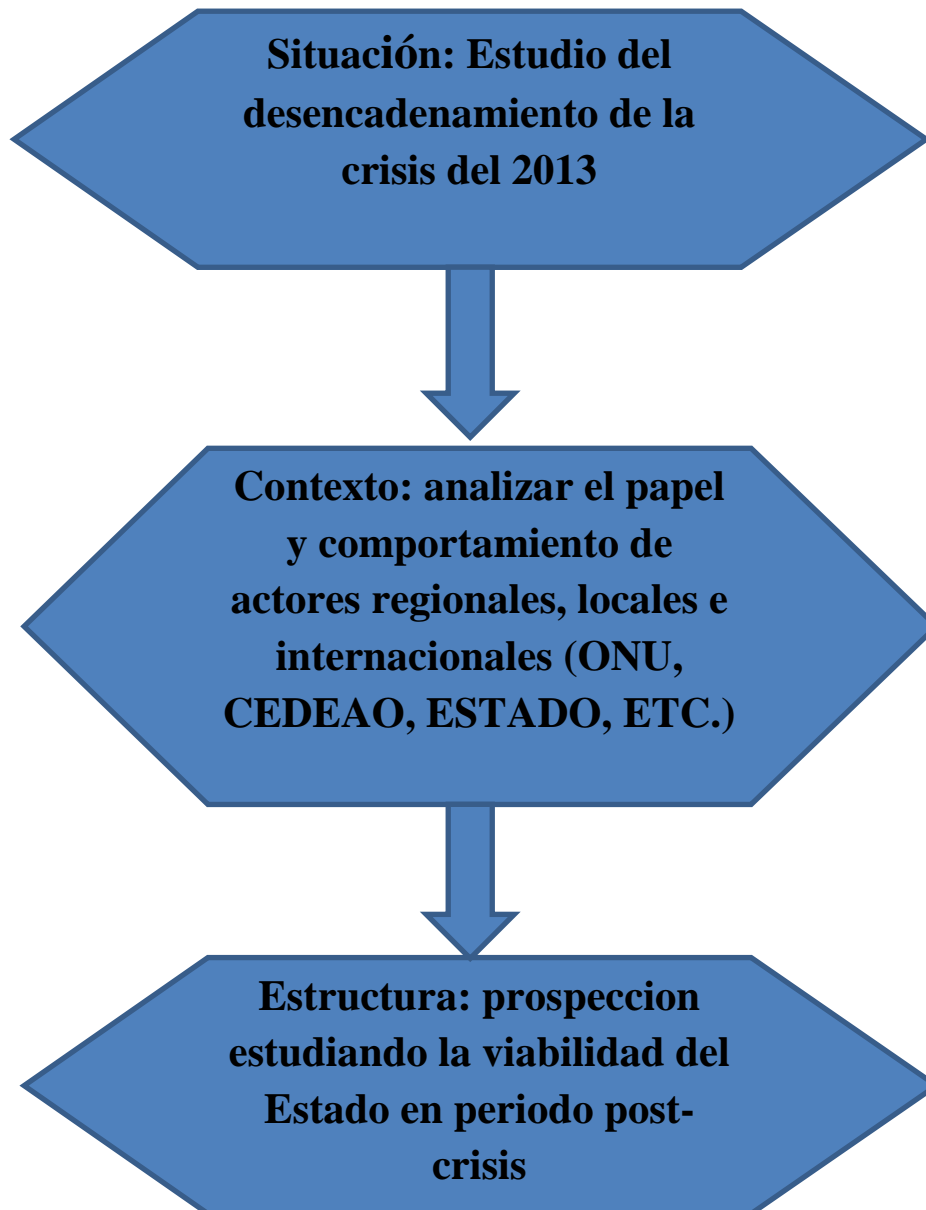 Situación: Estudio del
desencadenamiento de la
crisis del 2013
Contexto: analizar el papel
y comportamiento de
actores regionales, locales e
internacionales (ONU,
CEDEAO, ESTADO, ETC.)
Estructura: prospeccion
estudiando la viabilidad del
Estado en periodo post-
crisis